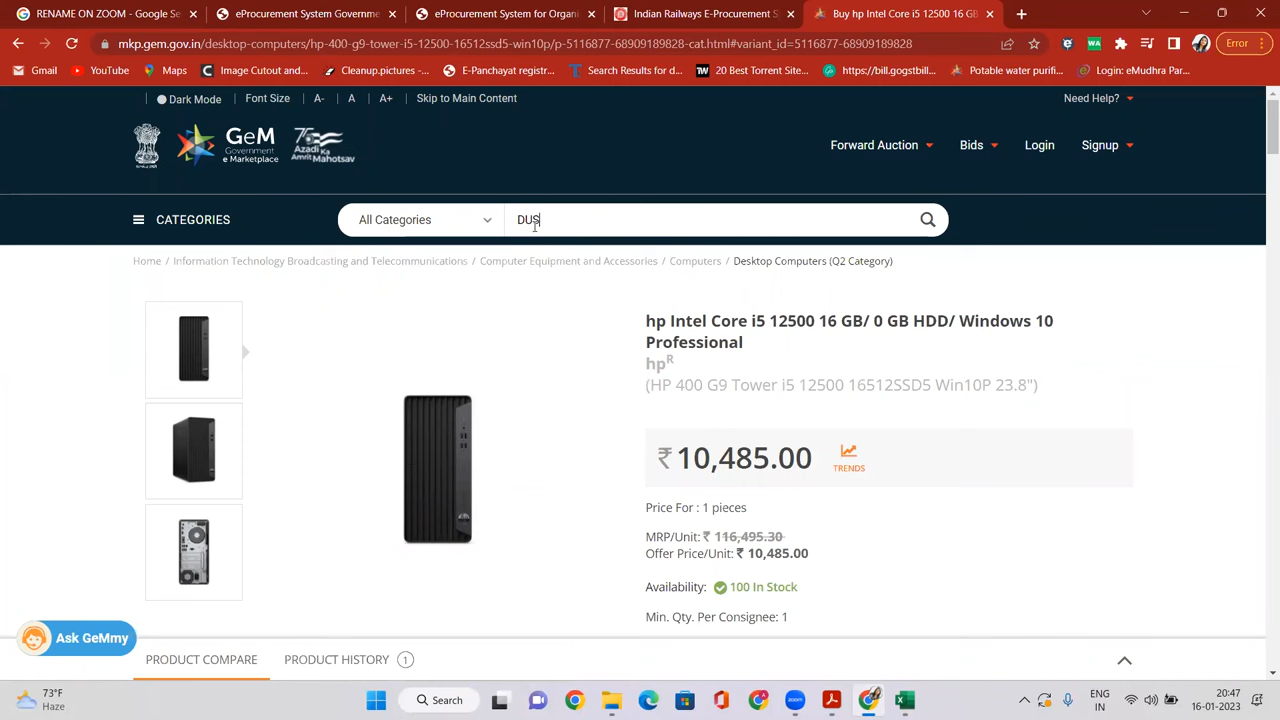 RENAME ON ZOOM - Google Se
eProcurement System Governmen
eProcurement System for Organi
Indian Railways E-Procurement S
Buy hp Intel Core i5 12500 16 GB
mkp.gem.gov.in/desktop-computers/hp-400-g9-tower-i5-12500-16512ssd5-win10p/p-5116877-68909189828-cat.html#variant_id=5116877-68909189828
Error
Gmail
YouTube
Maps
Image Cutout and...
Cleanup.pictures -...
E-Panchayat registr...
Search Results for d...
20 Best Torrent Site...
https://bill.gogstbill...
Potable water purifi...
Login: eMudhra Par...
Dark Mode
Font Size
A-
A
A+
Skip to Main Content
Need Help?
GeM
Government
e Marketplace
75
Azadi Ka
Amrit Mahotsav
Forward Auction
Bids
Login
Signup
CATEGORIES
All Categories
DUS
Home / Information Technology Broadcasting and Telecommunications / Computer Equipment and Accessories / Computers / Desktop Computers (Q2 Category)
hp Intel Core i5 12500 16 GB/ 0 GB HDD/ Windows 10
Professional
hpR
(HP 400 G9 Tower i5 12500 16512SSD5 Win10P 23.8")
₹ 10,485.00
TRENDS
Price For : 1 pieces
MRP/Unit: ₹ 116,495.30
Offer Price/Unit: ₹ 10,485.00
Availability: 100 In Stock
Min. Qty. Per Consignee: 1
Ask GeMmy
PRODUCT COMPARE
PRODUCT HISTORY 1
73°F
Haze
Search
ENG
IN
20:47
16-01-2023